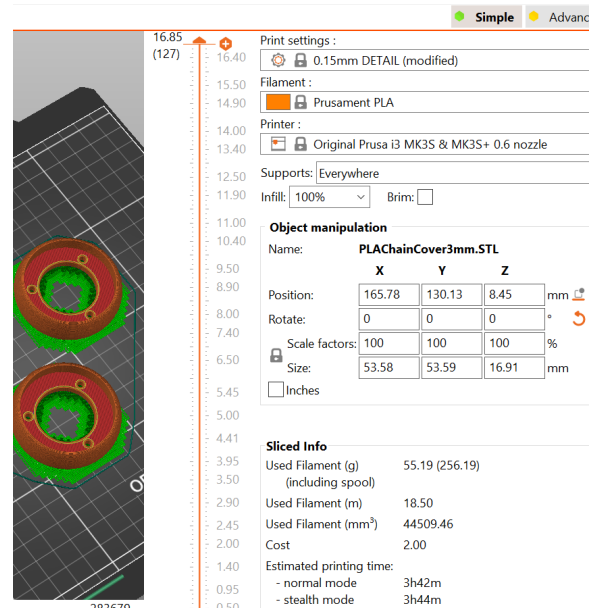 Simple
Advanc
16.85
(127)
16.40
15.50
14.90
14.00
13.40
12.50
11.90
11.00
10.40
9.50
8.90
8.00
7.40
6.50
5.45
5.00
4.41
3.95
3.50
2.90
2.45
2.00
1.40
0.95
0.50
Print settings :
0.15mm DETAIL (modified)
Filament :
Prusament PLA
Printer :
Original Prusa i3 MK3S & MK3S+ 0.6 nozzle
Supports: Everywhere
Infill: 100% Brim:
Object manipulation
Name: PLAChainCover3mm.STL
X Y Z
Position: 165.78 130.13 8.45 mm
Rotate: 0 0 0 °
Scale factors: 100 100 100 %
Size: 53.58 53.59 16.91 mm
Inches
Sliced Info
Used Filament (g) 55.19 (256.19)
(including spool)
Used Filament (m) 18.50
Used Filament (mm³) 44509.46
Cost 2.00
Estimated printing time:
- normal mode 3h42m
- stealth mode 3h44m
283679